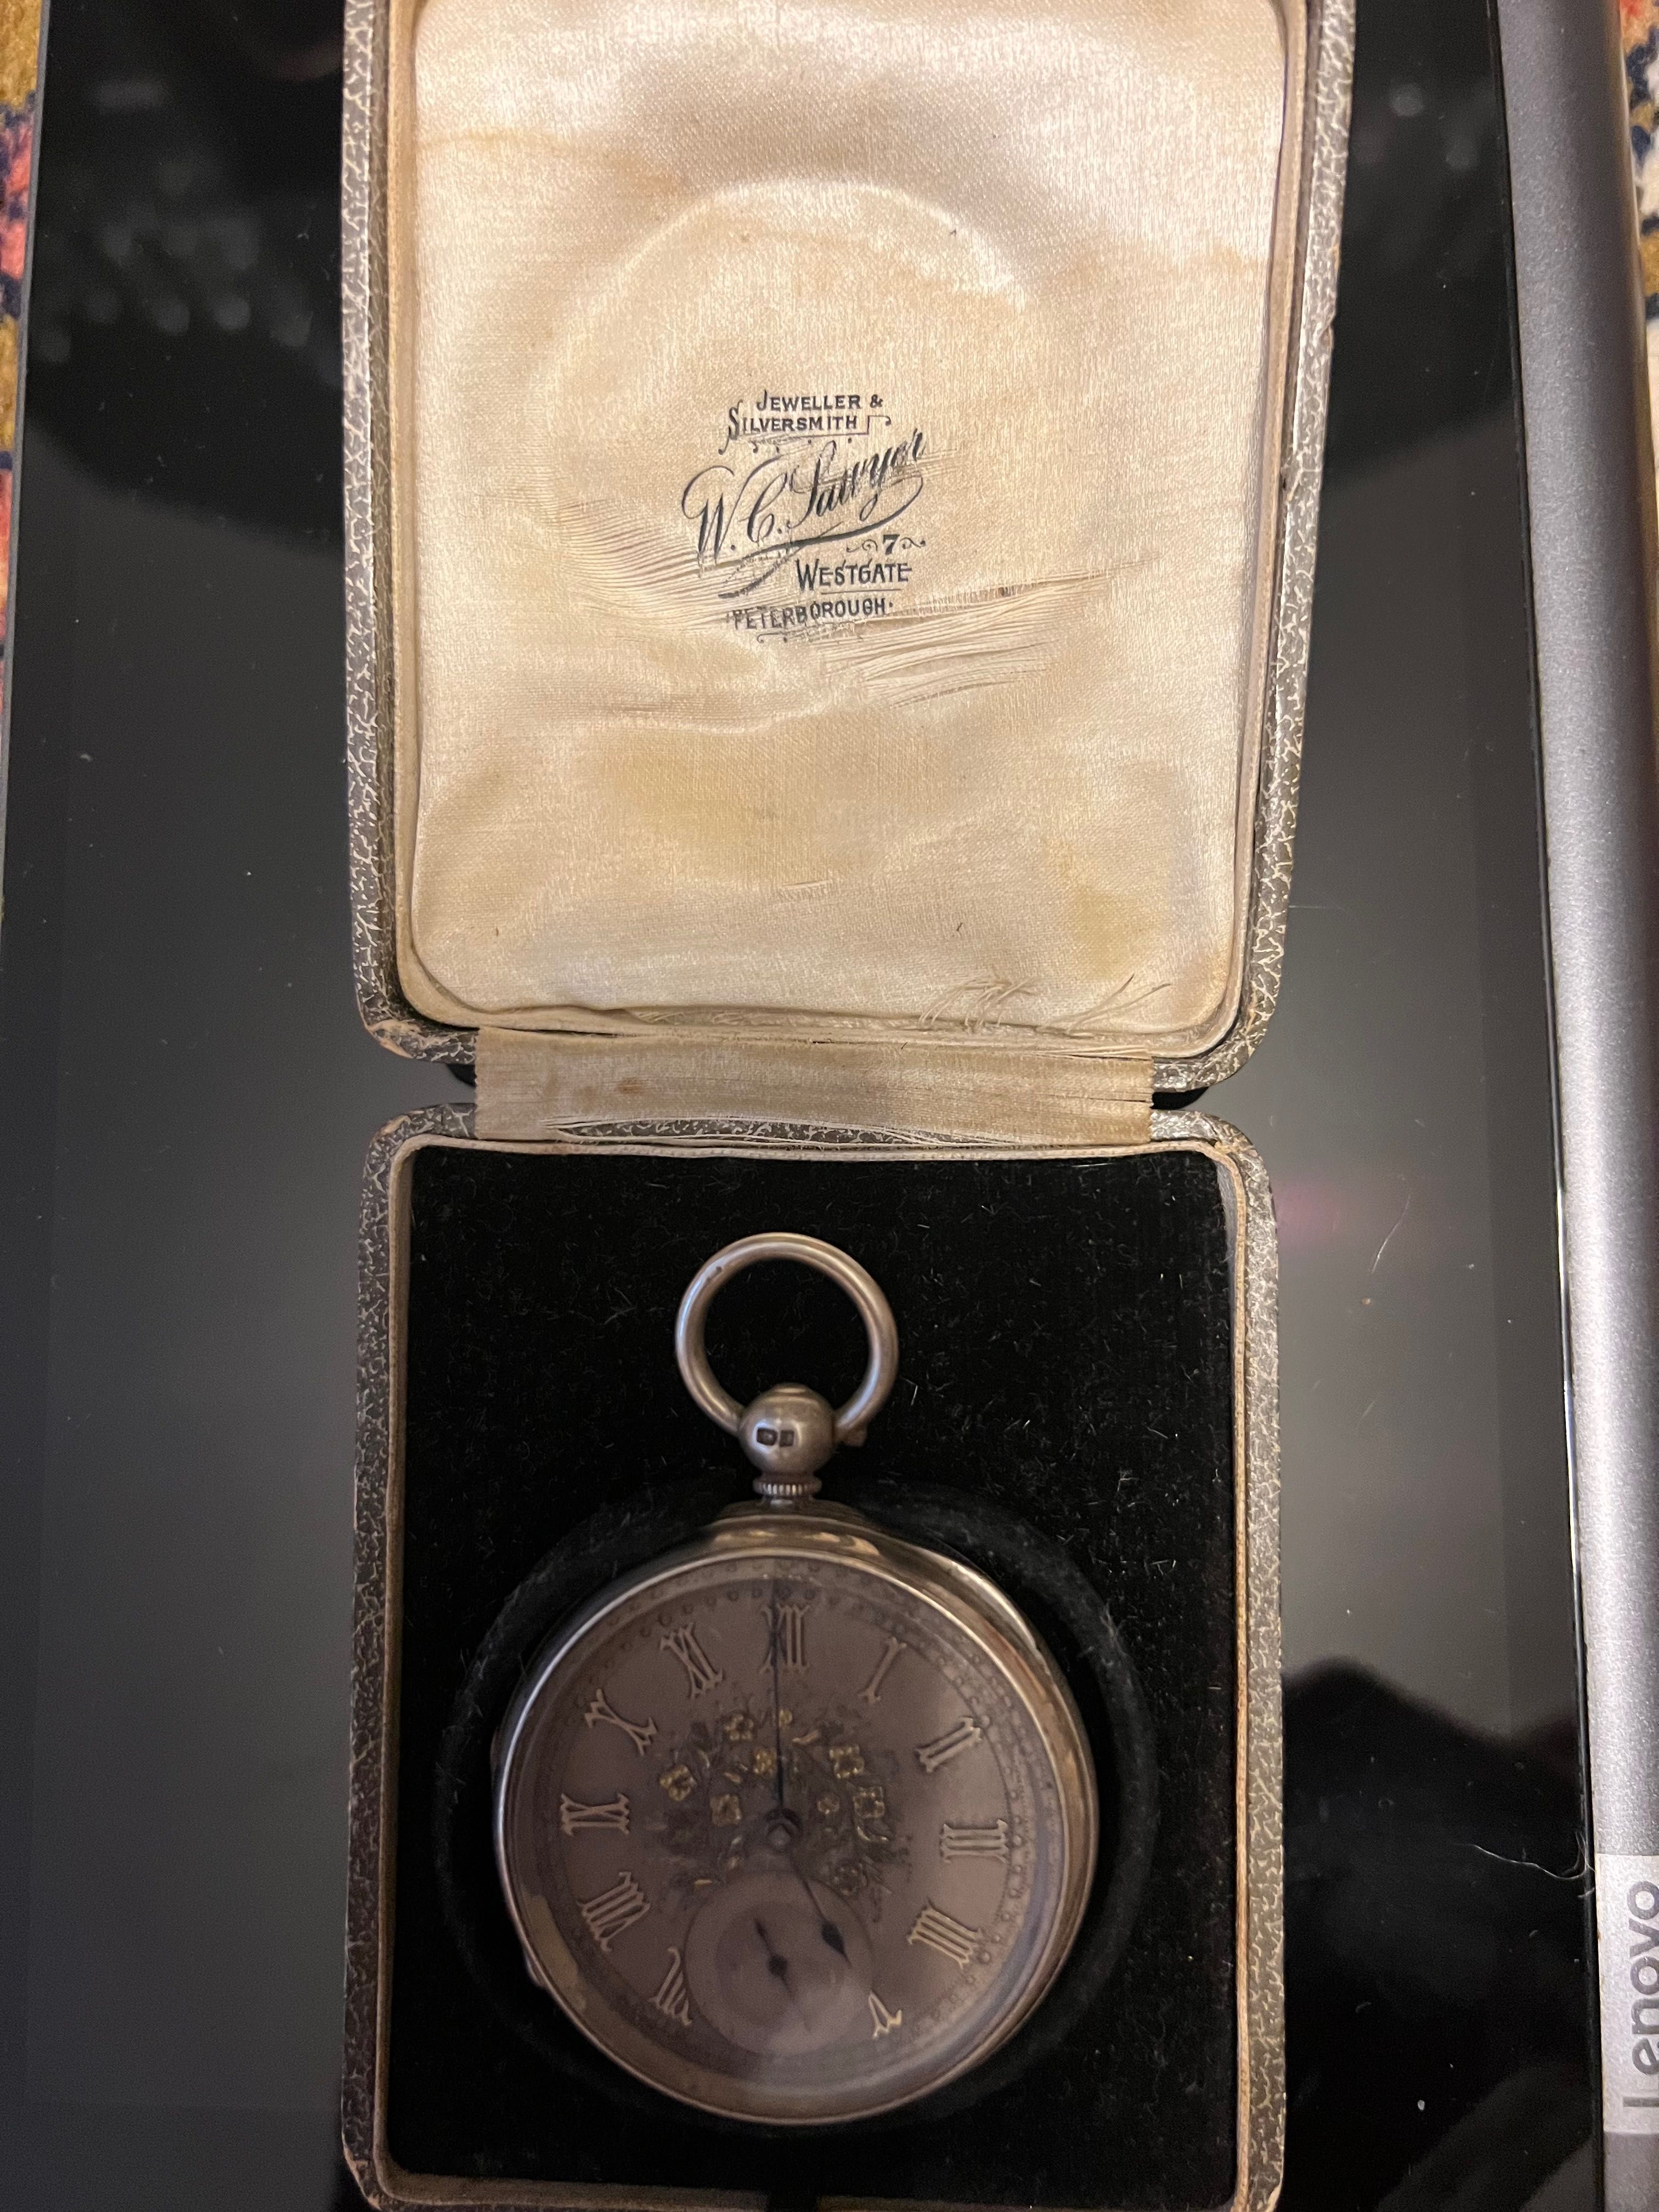 JEWELLER &
SILVERSMITH
W. C. Sawyer
7
WESTGATE
PETERBOROUGH.
XII
I
II
III
IIII
V
VII
VIII
IX
X
XI
Lenovo